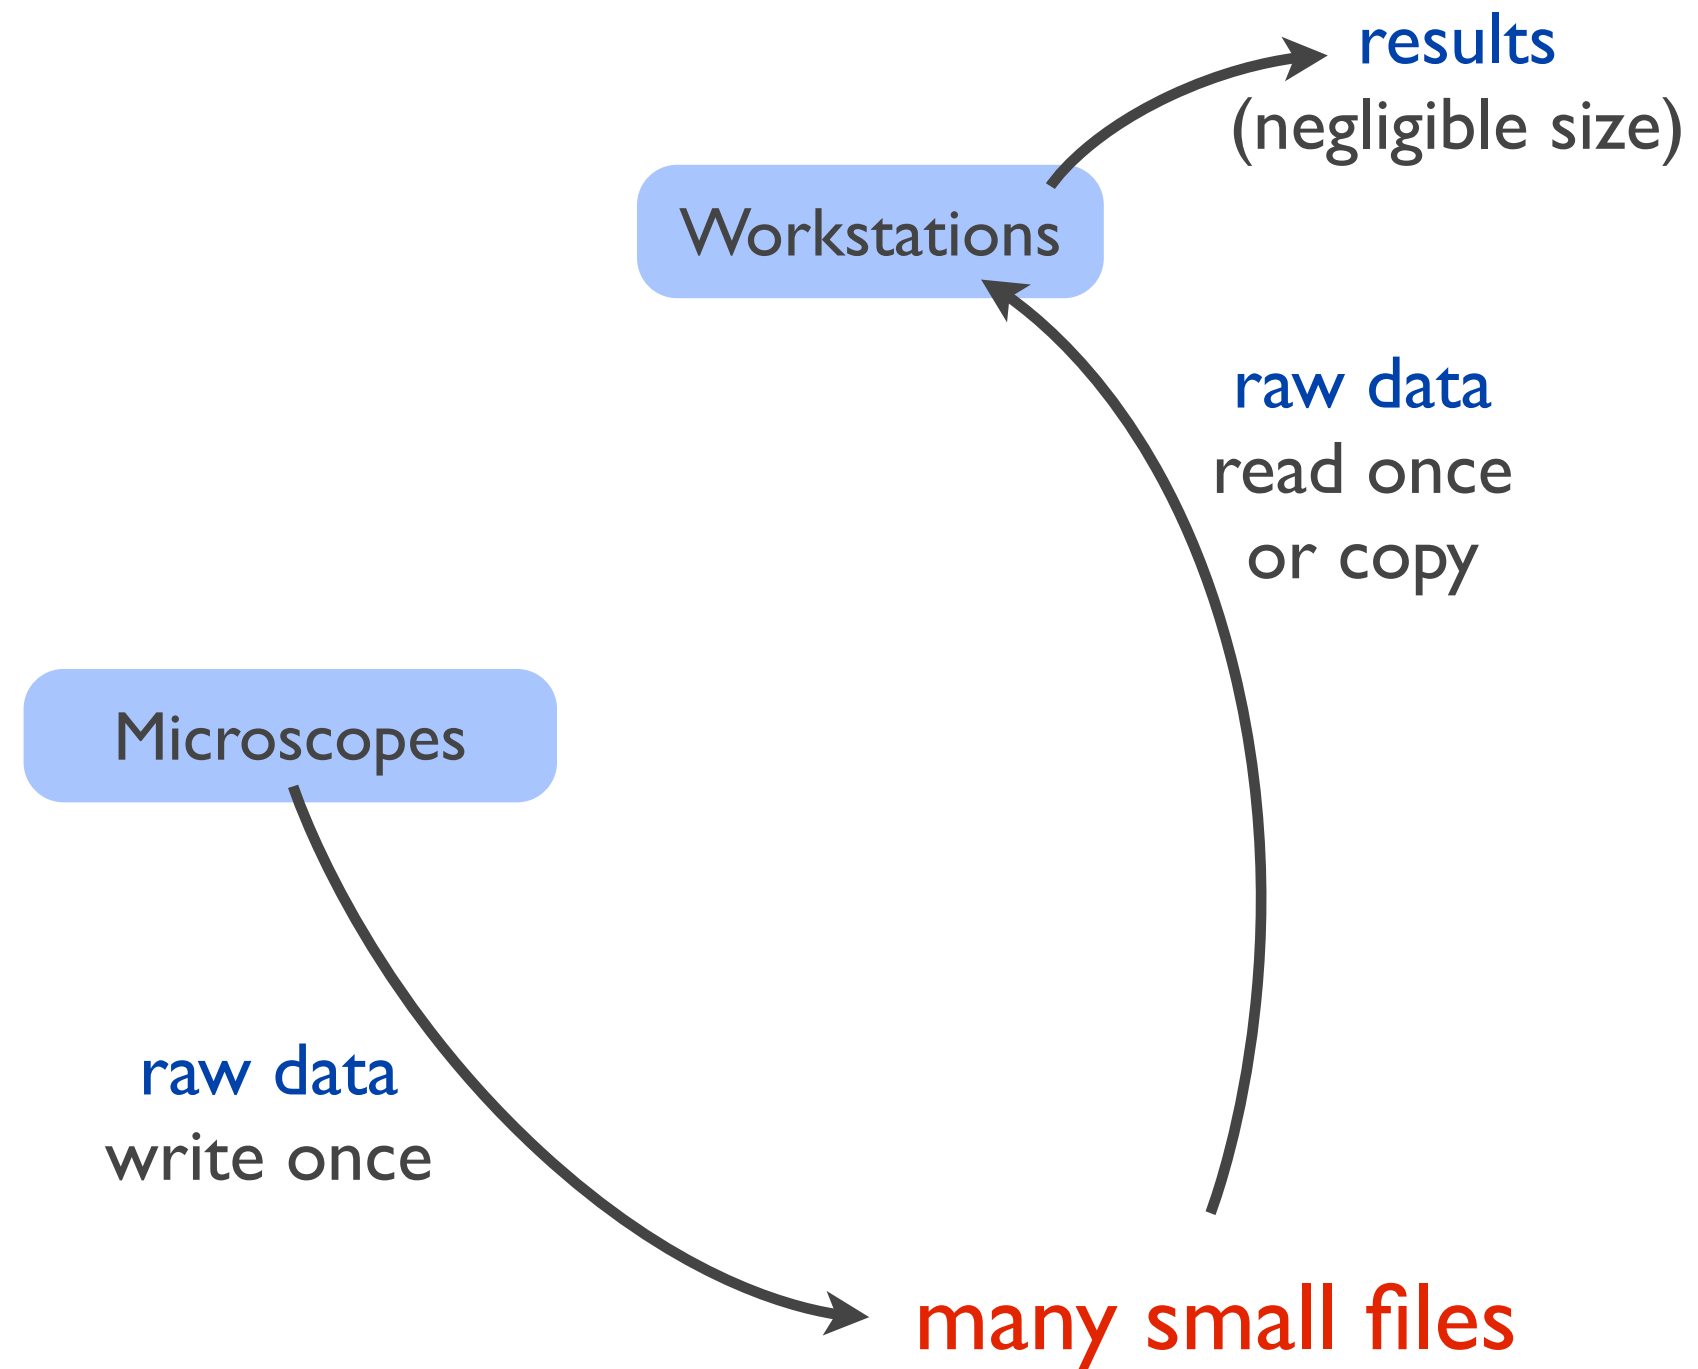 results
(negligible size)
Workstations
raw data
read once
or copy
Microscopes
raw data
write once
many small files